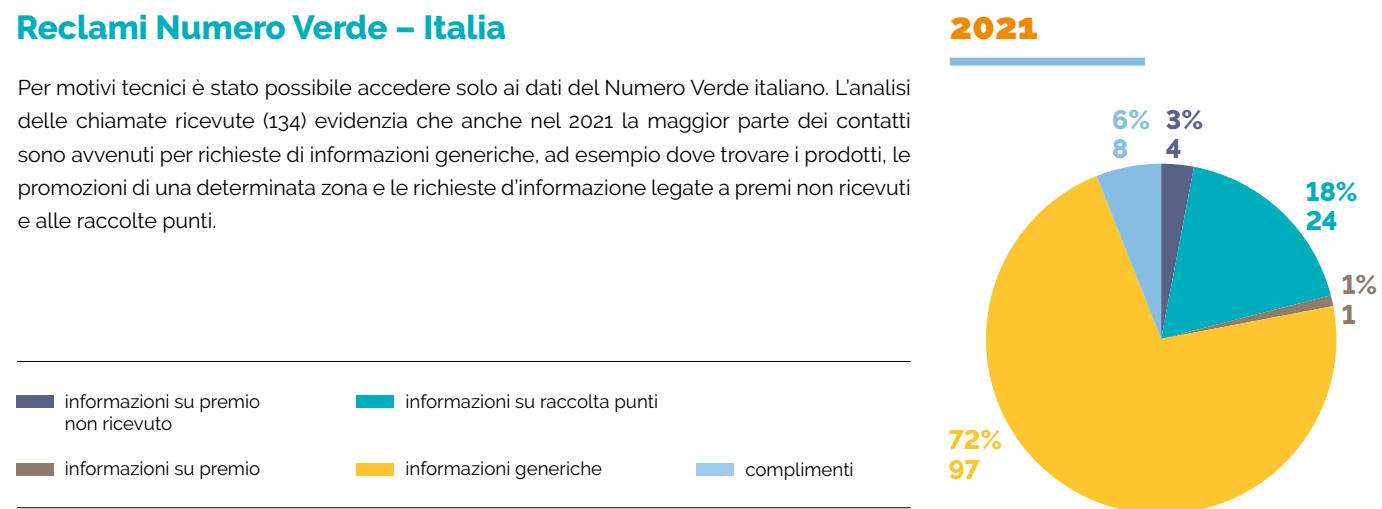 Reclami Numero Verde – Italia
Per motivi tecnici è stato possibile accedere solo ai dati del Numero Verde italiano. L’analisi
delle chiamate ricevute (134) evidenzia che anche nel 2021 la maggior parte dei contatti
sono avvenuti per richieste di informazioni generiche, ad esempio dove trovare i prodotti, le
promozioni di una determinata zona e le richieste d’informazione legate a premi non ricevuti
e alle raccolte punti.
informazioni su premio
non ricevuto
informazioni su raccolta punti
informazioni su premio
informazioni generiche
complimenti
2021
6%
8
3%
4
18%
24
1%
1
72%
97